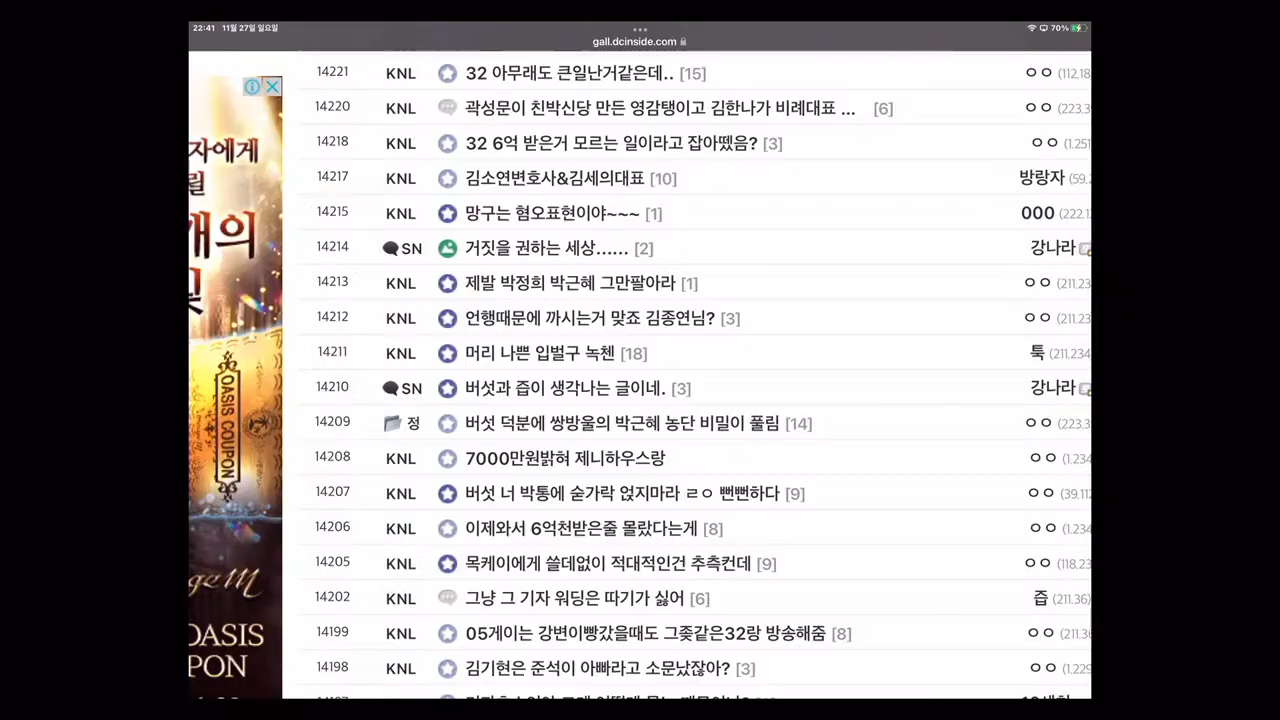 22:41 11월 27일 일요일
70%
gall.dcinside.com
14221 KNL 32 아무래도 큰일난거같은데.. [15] ㅇㅇ (112.18
14220 KNL 곽성문이 친박신당 만든 영감탱이고 김한나가 비례대표 ... [6] ㅇㅇ (223.3
14218 KNL 32 6억 받은거 모르는 일이라고 잡아뗐음? [3] ㅇㅇ (1.251
14217 KNL 김소연변호사&김세의대표 [10] 방랑자 (59.
14215 KNL 망구는 혐오표현이야~~~ [1] 000 (222.1
14214 SN 거짓을 권하는 세상...... [2] 강나라
14213 KNL 제발 박정희 박근혜 그만팔아라 [1] ㅇㅇ (211.23
14212 KNL 언행때문에 까시는거 맞죠 김종연님? [3] ㅇㅇ (211.23
14211 KNL 머리 나쁜 입벌구 녹첸 [18] 툭 (211.234
14210 SN 버섯과 즙이 생각나는 글이네. [3] 강나라
14209 정 버섯 덕분에 쌍방울의 박근혜 농단 비밀이 풀림 [14] ㅇㅇ (223.3
14208 KNL 7000만원밝혀 제니하우스랑 ㅇㅇ (1.234
14207 KNL 버섯 너 박통에 숟가락 얹지마라 ㄹㅇ 뻔뻔하다 [9] ㅇㅇ (39.112
14206 KNL 이제와서 6억천받은줄 몰랐다는게 [8] ㅇㅇ (1.234
14205 KNL 목케이에게 쓸데없이 적대적인건 추측컨데 [9] ㅇㅇ (118.23
14202 KNL 그냥 그 기자 워딩은 따기가 싫어 [6] 즙 (211.36)
14199 KNL 05게이는 강변이빵갔을때도 그좆같은32랑 방송해줌 [8] ㅇㅇ (211.36
14198 KNL 김기현은 준석이 아빠라고 소문났잖아? [3] ㅇㅇ (1.229
자에게
릴
개의
OASIS COUPON
OASIS
UPON